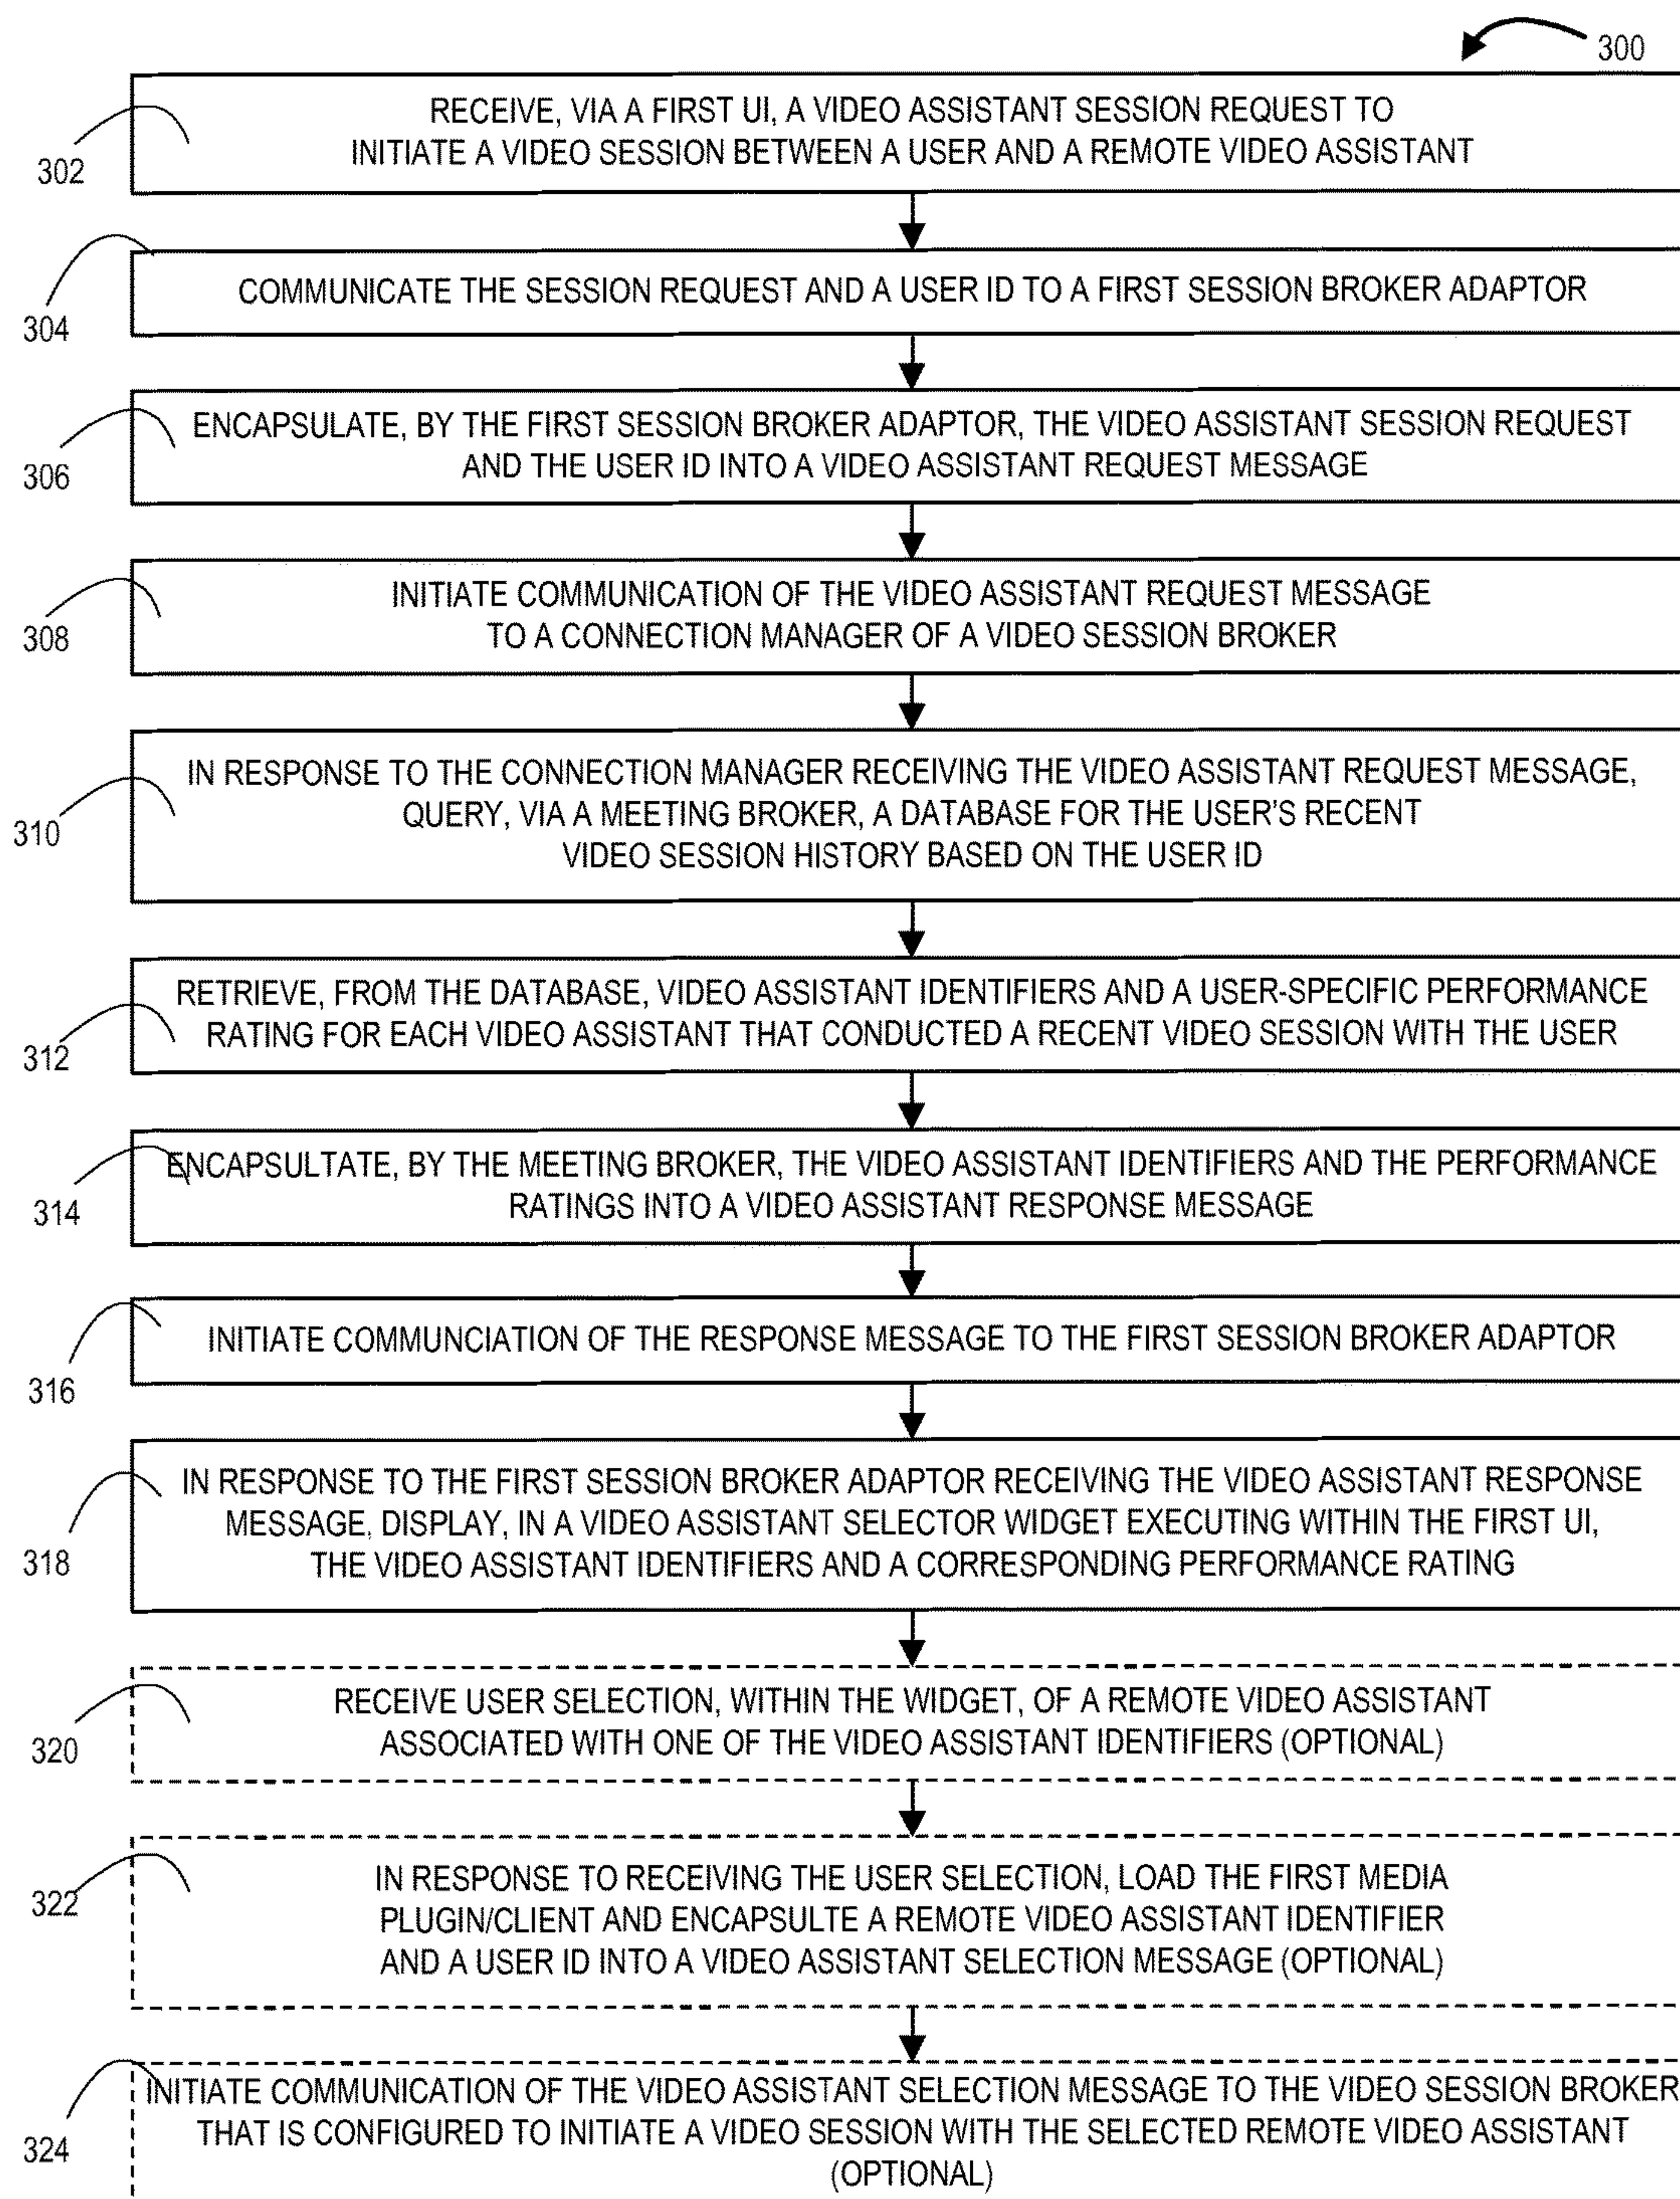 300
RECEIVE, VIA A FIRST UI, A VIDEO ASSISTANT SESSION REQUEST TO
INITIATE A VIDEO SESSION BETWEEN A USER AND A REMOTE VIDEO ASSISTANT
302
COMMUNICATE THE SESSION REQUEST AND A USER ID TO A FIRST SESSION BROKER ADAPTOR
304
ENCAPSULATE, BY THE FIRST SESSION BROKER ADAPTOR, THE VIDEO ASSISTANT SESSION REQUEST
AND THE USER ID INTO A VIDEO ASSISTANT REQUEST MESSAGE
306
INITIATE COMMUNICATION OF THE VIDEO ASSISTANT REQUEST MESSAGE
TO A CONNECTION MANAGER OF A VIDEO SESSION BROKER
308
IN RESPONSE TO THE CONNECTION MANAGER RECEIVING THE VIDEO ASSISTANT REQUEST MESSAGE,
QUERY, VIA A MEETING BROKER, A DATABASE FOR THE USER'S RECENT
VIDEO SESSION HISTORY BASED ON THE USER ID
310
RETRIEVE, FROM THE DATABASE, VIDEO ASSISTANT IDENTIFIERS AND A USER-SPECIFIC PERFORMANCE
RATING FOR EACH VIDEO ASSISTANT THAT CONDUCTED A RECENT VIDEO SESSION WITH THE USER
312
ENCAPSULTATE, BY THE MEETING BROKER, THE VIDEO ASSISTANT IDENTIFIERS AND THE PERFORMANCE
RATINGS INTO A VIDEO ASSISTANT RESPONSE MESSAGE
314
INITIATE COMMUNCIATION OF THE RESPONSE MESSAGE TO THE FIRST SESSION BROKER ADAPTOR
316
IN RESPONSE TO THE FIRST SESSION BROKER ADAPTOR RECEIVING THE VIDEO ASSISTANT RESPONSE
MESSAGE, DISPLAY, IN A VIDEO ASSISTANT SELECTOR WIDGET EXECUTING WITHIN THE FIRST UI,
THE VIDEO ASSISTANT IDENTIFIERS AND A CORRESPONDING PERFORMANCE RATING
318
RECEIVE USER SELECTION, WITHIN THE WIDGET, OF A REMOTE VIDEO ASSISTANT
ASSOCIATED WITH ONE OF THE VIDEO ASSISTANT IDENTIFIERS (OPTIONAL)
320
IN RESPONSE TO RECEIVING THE USER SELECTION, LOAD THE FIRST MEDIA
PLUGIN/CLIENT AND ENCAPSULTE A REMOTE VIDEO ASSISTANT IDENTIFIER
AND A USER ID INTO A VIDEO ASSISTANT SELECTION MESSAGE (OPTIONAL)
322
INITIATE COMMUNICATION OF THE VIDEO ASSISTANT SELECTION MESSAGE TO THE VIDEO SESSION BROKER
THAT IS CONFIGURED TO INITIATE A VIDEO SESSION WITH THE SELECTED REMOTE VIDEO ASSISTANT
(OPTIONAL)
324